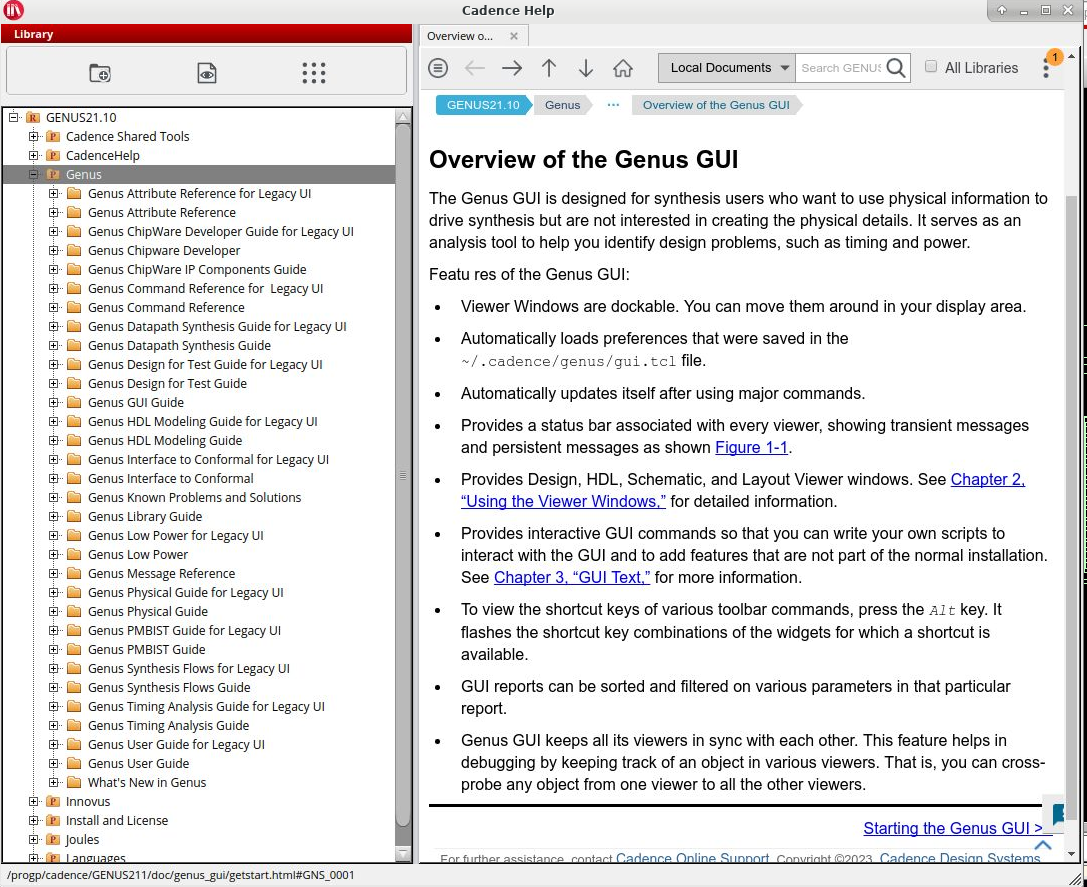 Cadence Help
Library
Overview o...
Local Documents
Search GENUS
All Libraries
1
GENUS21.10
Genus
...
Overview of the Genus GUI
R GENUS21.10
P Cadence Shared Tools
P CadenceHelp
P Genus
Genus Attribute Reference for Legacy UI
Genus Attribute Reference
Genus ChipWare Developer Guide for Legacy UI
Genus Chipware Developer
Genus ChipWare IP Components Guide
Genus Command Reference for  Legacy UI
Genus Command Reference
Genus Datapath Synthesis Guide for Legacy UI
Genus Datapath Synthesis Guide
Genus Design for Test Guide for Legacy UI
Genus Design for Test Guide
Genus GUI Guide
Genus HDL Modeling Guide for Legacy UI
Genus HDL Modeling Guide
Genus Interface to Conformal for Legacy UI
Genus Interface to Conformal
Genus Known Problems and Solutions
Genus Library Guide
Genus Low Power for Legacy UI
Genus Low Power
Genus Message Reference
Genus Physical Guide for Legacy UI
Genus Physical Guide
Genus PMBIST Guide for Legacy UI
Genus PMBIST Guide
Genus Synthesis Flows for Legacy UI
Genus Synthesis Flows Guide
Genus Timing Analysis Guide for Legacy UI
Genus Timing Analysis Guide
Genus User Guide for Legacy UI
Genus User Guide
What's New in Genus
P Innovus
P Install and License
P Joules
P Languages
Overview of the Genus GUI
The Genus GUI is designed for synthesis users who want to use physical information to
drive synthesis but are not interested in creating the physical details. It serves as an
analysis tool to help you identify design problems, such as timing and power.
Featu res of the Genus GUI:
• Viewer Windows are dockable. You can move them around in your display area.
• Automatically loads preferences that were saved in the
~/.cadence/genus/gui.tcl file.
• Automatically updates itself after using major commands.
• Provides a status bar associated with every viewer, showing transient messages
and persistent messages as shown Figure 1-1.
• Provides Design, HDL, Schematic, and Layout Viewer windows. See Chapter 2,
“Using the Viewer Windows,” for detailed information.
• Provides interactive GUI commands so that you can write your own scripts to
interact with the GUI and to add features that are not part of the normal installation.
See Chapter 3, “GUI Text,” for more information.
• To view the shortcut keys of various toolbar commands, press the Alt key. It
flashes the shortcut key combinations of the widgets for which a shortcut is
available.
• GUI reports can be sorted and filtered on various parameters in that particular
report.
• Genus GUI keeps all its viewers in sync with each other. This feature helps in
debugging by keeping track of an object in various viewers. That is, you can cross-
probe any object from one viewer to all the other viewers.
Starting the Genus GUI >
For further assistance, contact Cadence Online Support. Copyright ©2023, Cadence Design Systems
/progp/cadence/GENUS211/doc/genus_gui/getstart.html#GNS_0001